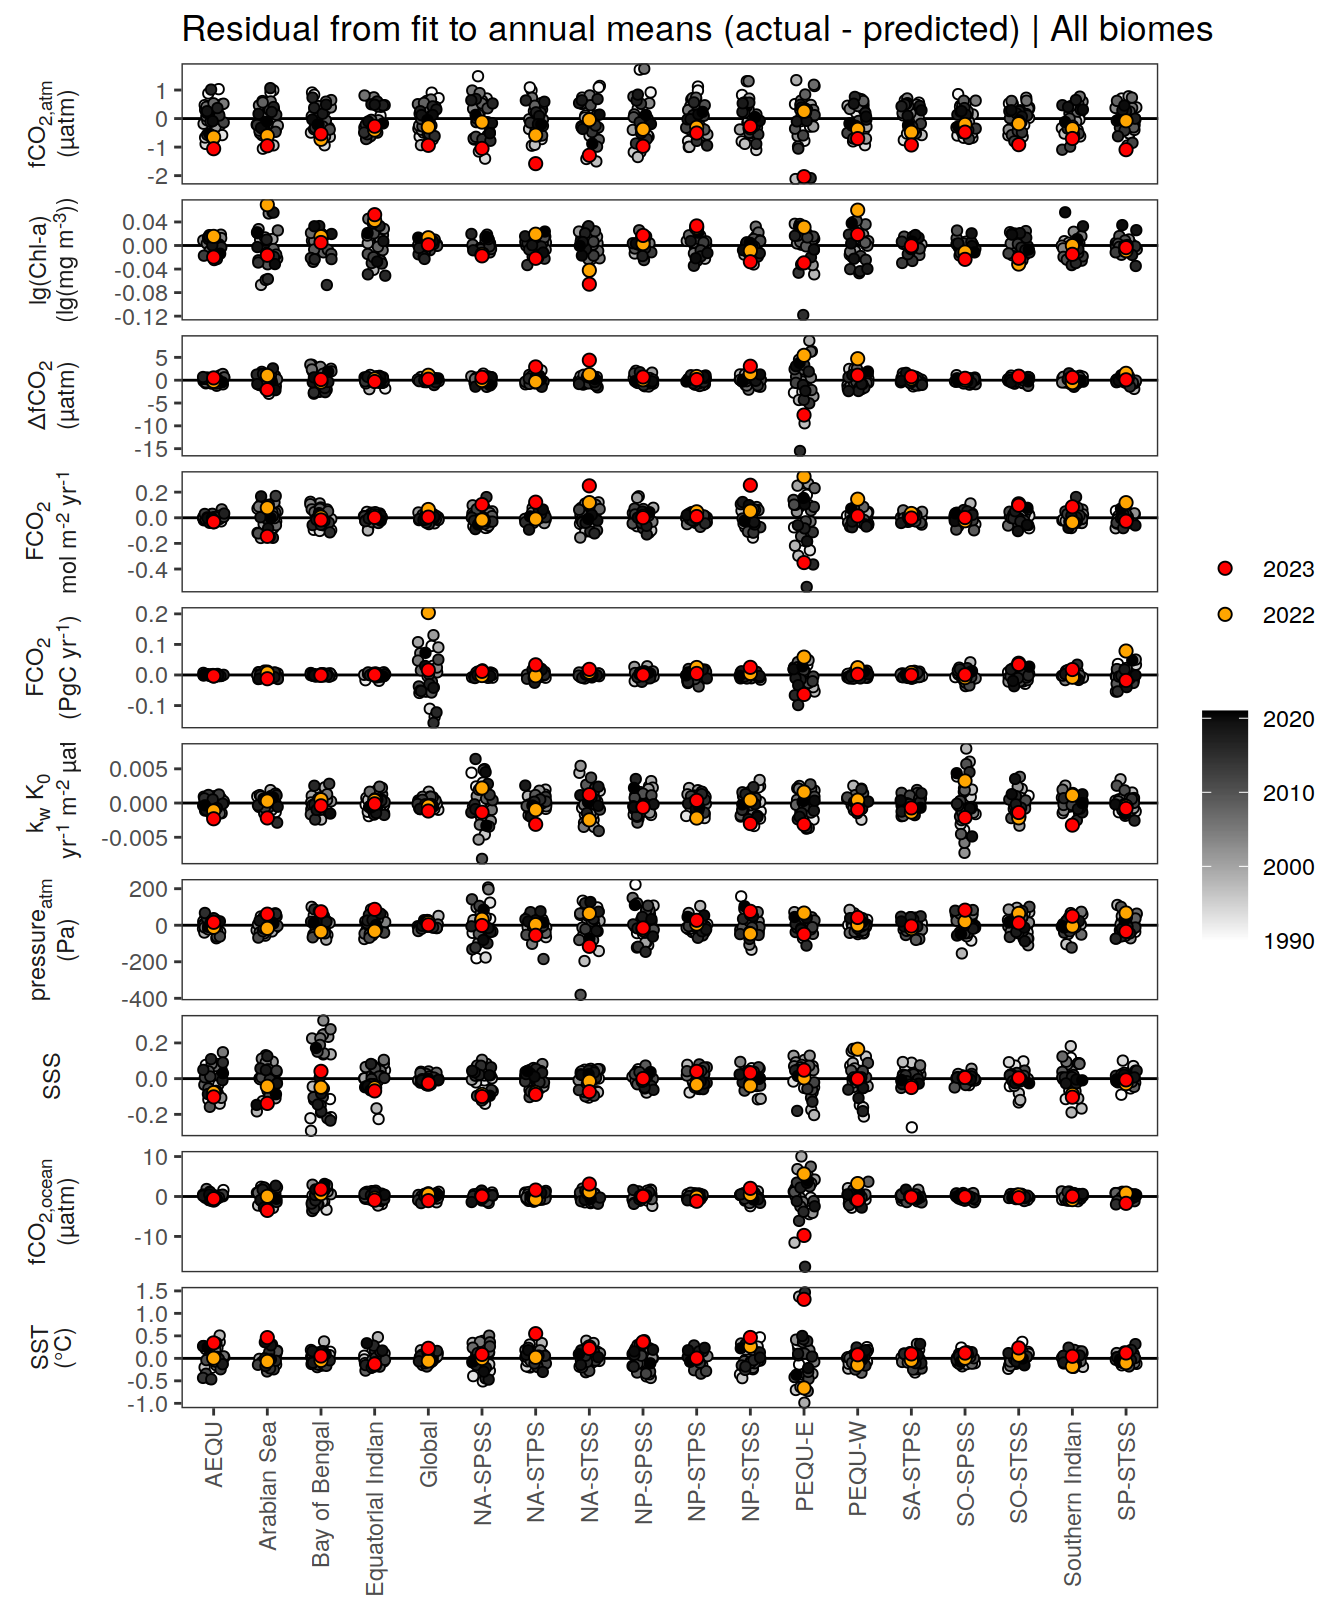 Residual from fit to annual means (actual - predicted) | All biomes
fCO2,atm
(µatm)
1
0
-1
-2
lg(Chl-a)
(lg(mg m-3))
0.04
0.00
-0.04
-0.08
-0.12
ΔfCO2
(µatm)
5
0
-5
-10
-15
FCO2
mol m-2 yr-1
0.2
0.0
-0.2
-0.4
FCO2
(PgC yr-1)
0.2
0.1
0.0
-0.1
kw K0
yr-1 m-2 µat
0.005
0.000
-0.005
pressureatm
(Pa)
200
0
-200
-400
SSS
0.2
0.0
-0.2
fCO2,ocean
(µatm)
10
0
-10
SST
(°C)
1.5
1.0
0.5
0.0
-0.5
-1.0
AEQU
Arabian Sea
Bay of Bengal
Equatorial Indian
Global
NA-SPSS
NA-STPS
NA-STSS
NP-SPSS
NP-STPS
NP-STSS
PEQU-E
PEQU-W
SA-STPS
SO-SPSS
SO-STSS
Southern Indian
SP-STSS
2023
2022
2020
2010
2000
1990